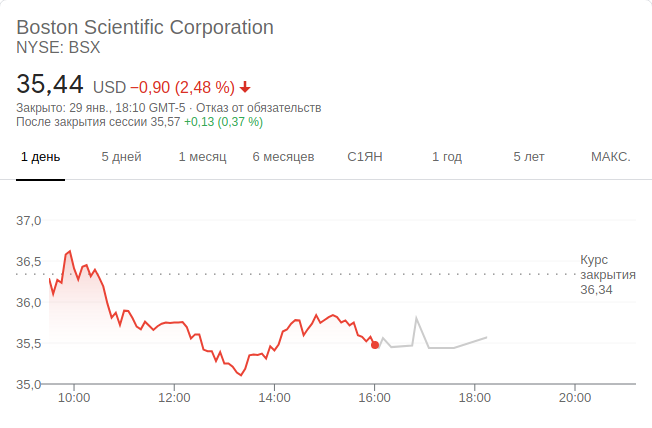 Boston Scientific Corporation
NYSE: BSX
35,44 USD −0,90 (2,48 %)
Закрыто: 29 янв., 18:10 GMT-5 · Отказ от обязательств
После закрытия сессии 35,57 +0,13 (0,37 %)
1 день 5 дней 1 месяц 6 месяцев С1ЯН 1 год 5 лет МАКС.
37,0
36,5
36,0
35,5
35,0
Курс
закрытия
36,34
10:00 12:00 14:00 16:00 18:00 20:00